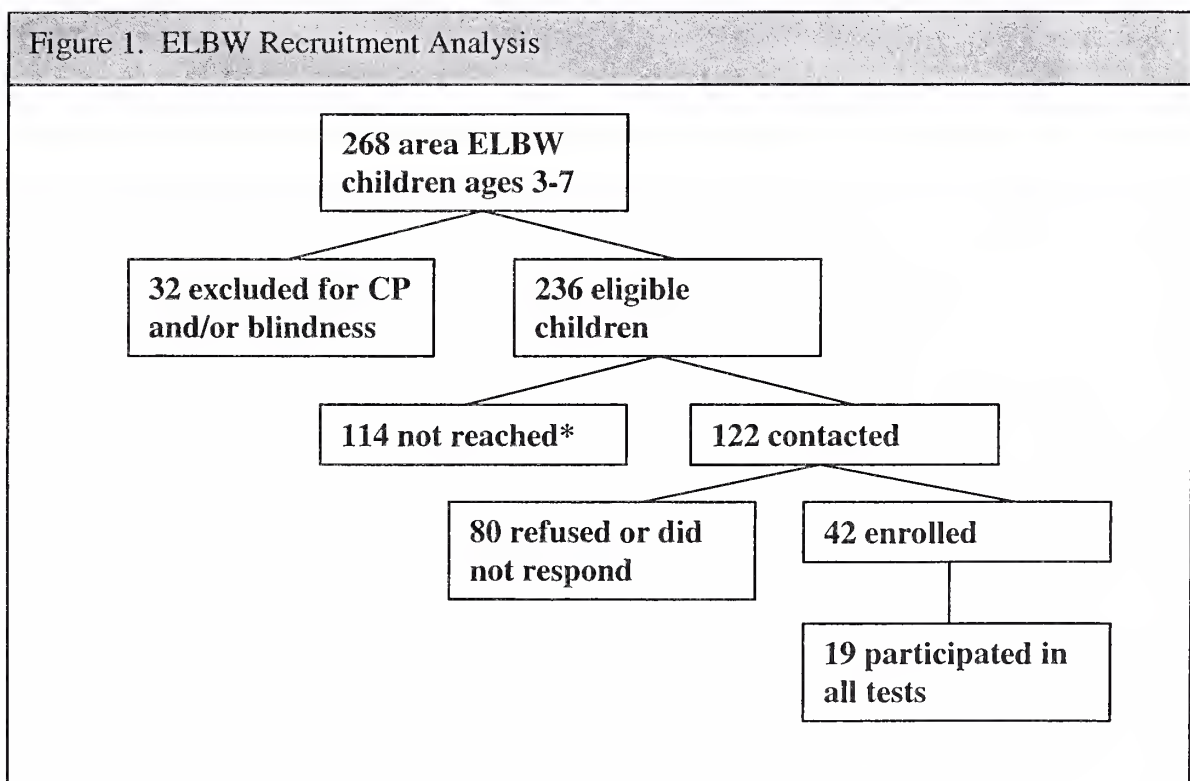 Figure 1. ELBW Recruitment Analysis
268 area ELBW
children ages 3-7
32 excluded for CP
and/or blindness
236 eligible
children
114 not reached*
122 contacted
80 refused or did
not respond
42 enrolled
19 participated in
all tests